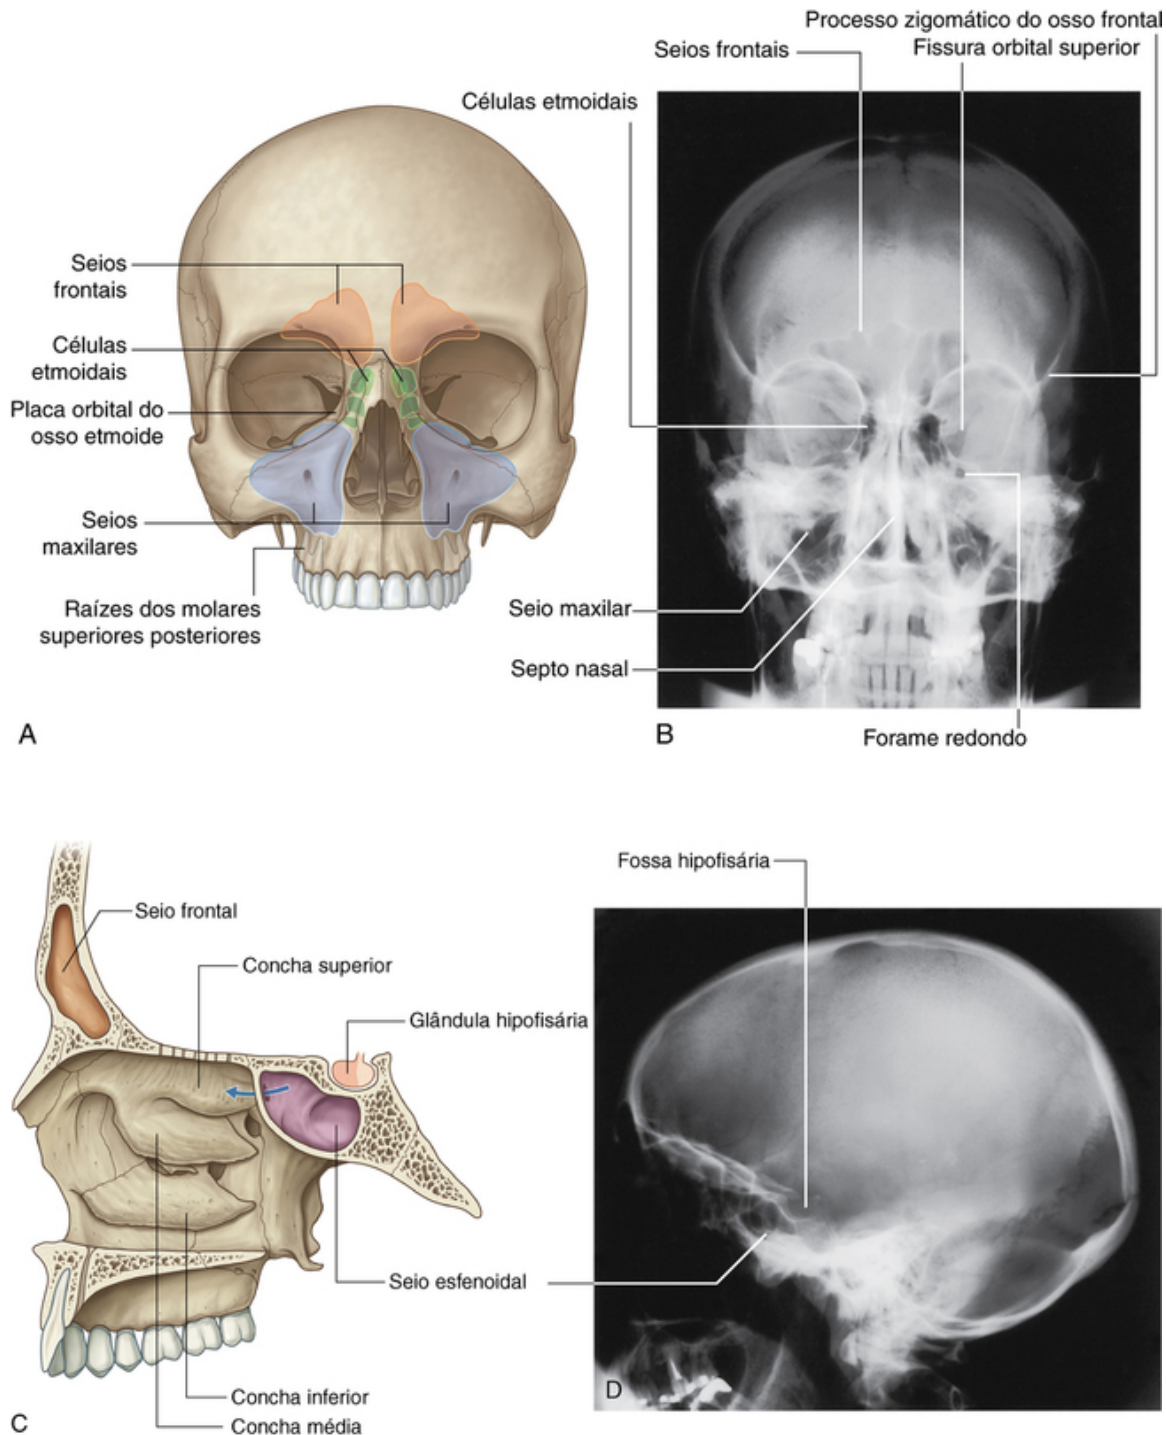 Processo zigomático do osso frontal
Seios frontais
Fissura orbital superior
Células etmoidais
Seios
frontais
Células
etmoidais
Placa orbital do
osso etmoide
Seios
maxilares
Raízes dos molares
superiores posteriores
Seio maxilar
Septo nasal
A
B
Forame redondo
Fossa hipofisária
Seio frontal
Concha superior
Glândula hipofisária
Seio esfenoidal
Concha inferior
Concha média
C
D